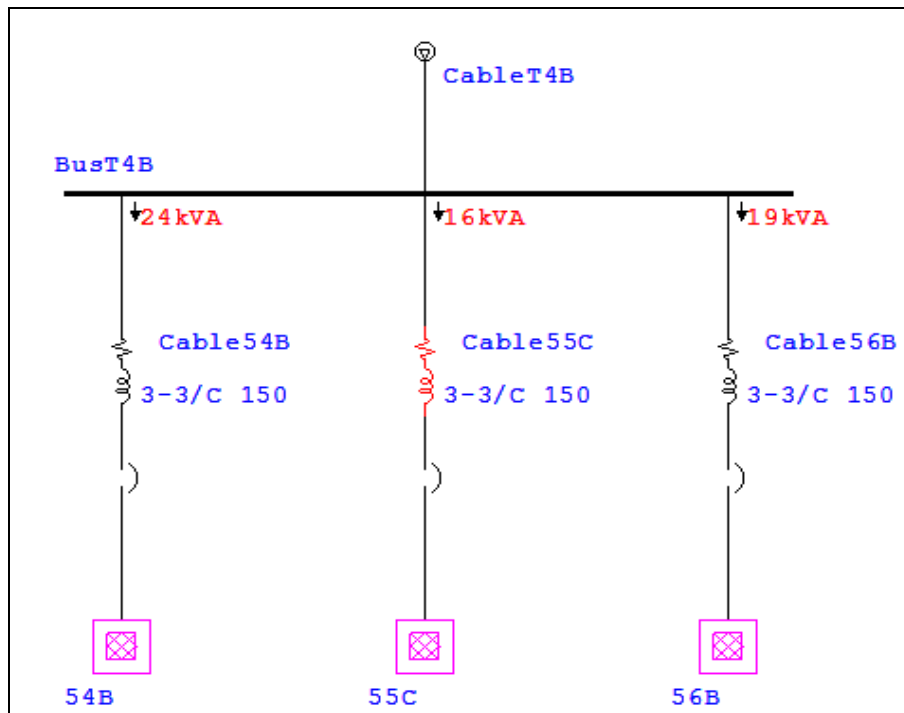 CableT4B
BusT4B
24kVA 16kVA 19kVA
Cable54B Cable55C Cable56B
3-3/C 150 3-3/C 150 3-3/C 150
54B 55C 56B